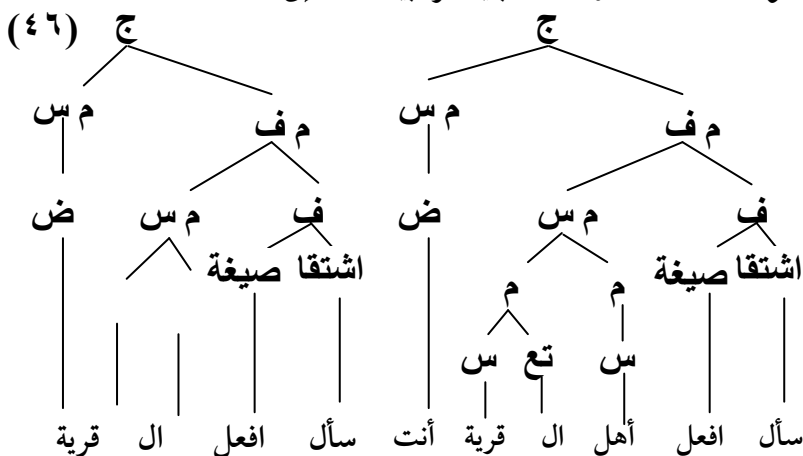 ج ج (٤٦)
م ف م س م ف م س
ف م س ض ف م س ض
اشتقا صيغة اشتقا صيغة
م م
س تع س
سأل افعل أهل ال قرية أنت سأل افعل ال قرية